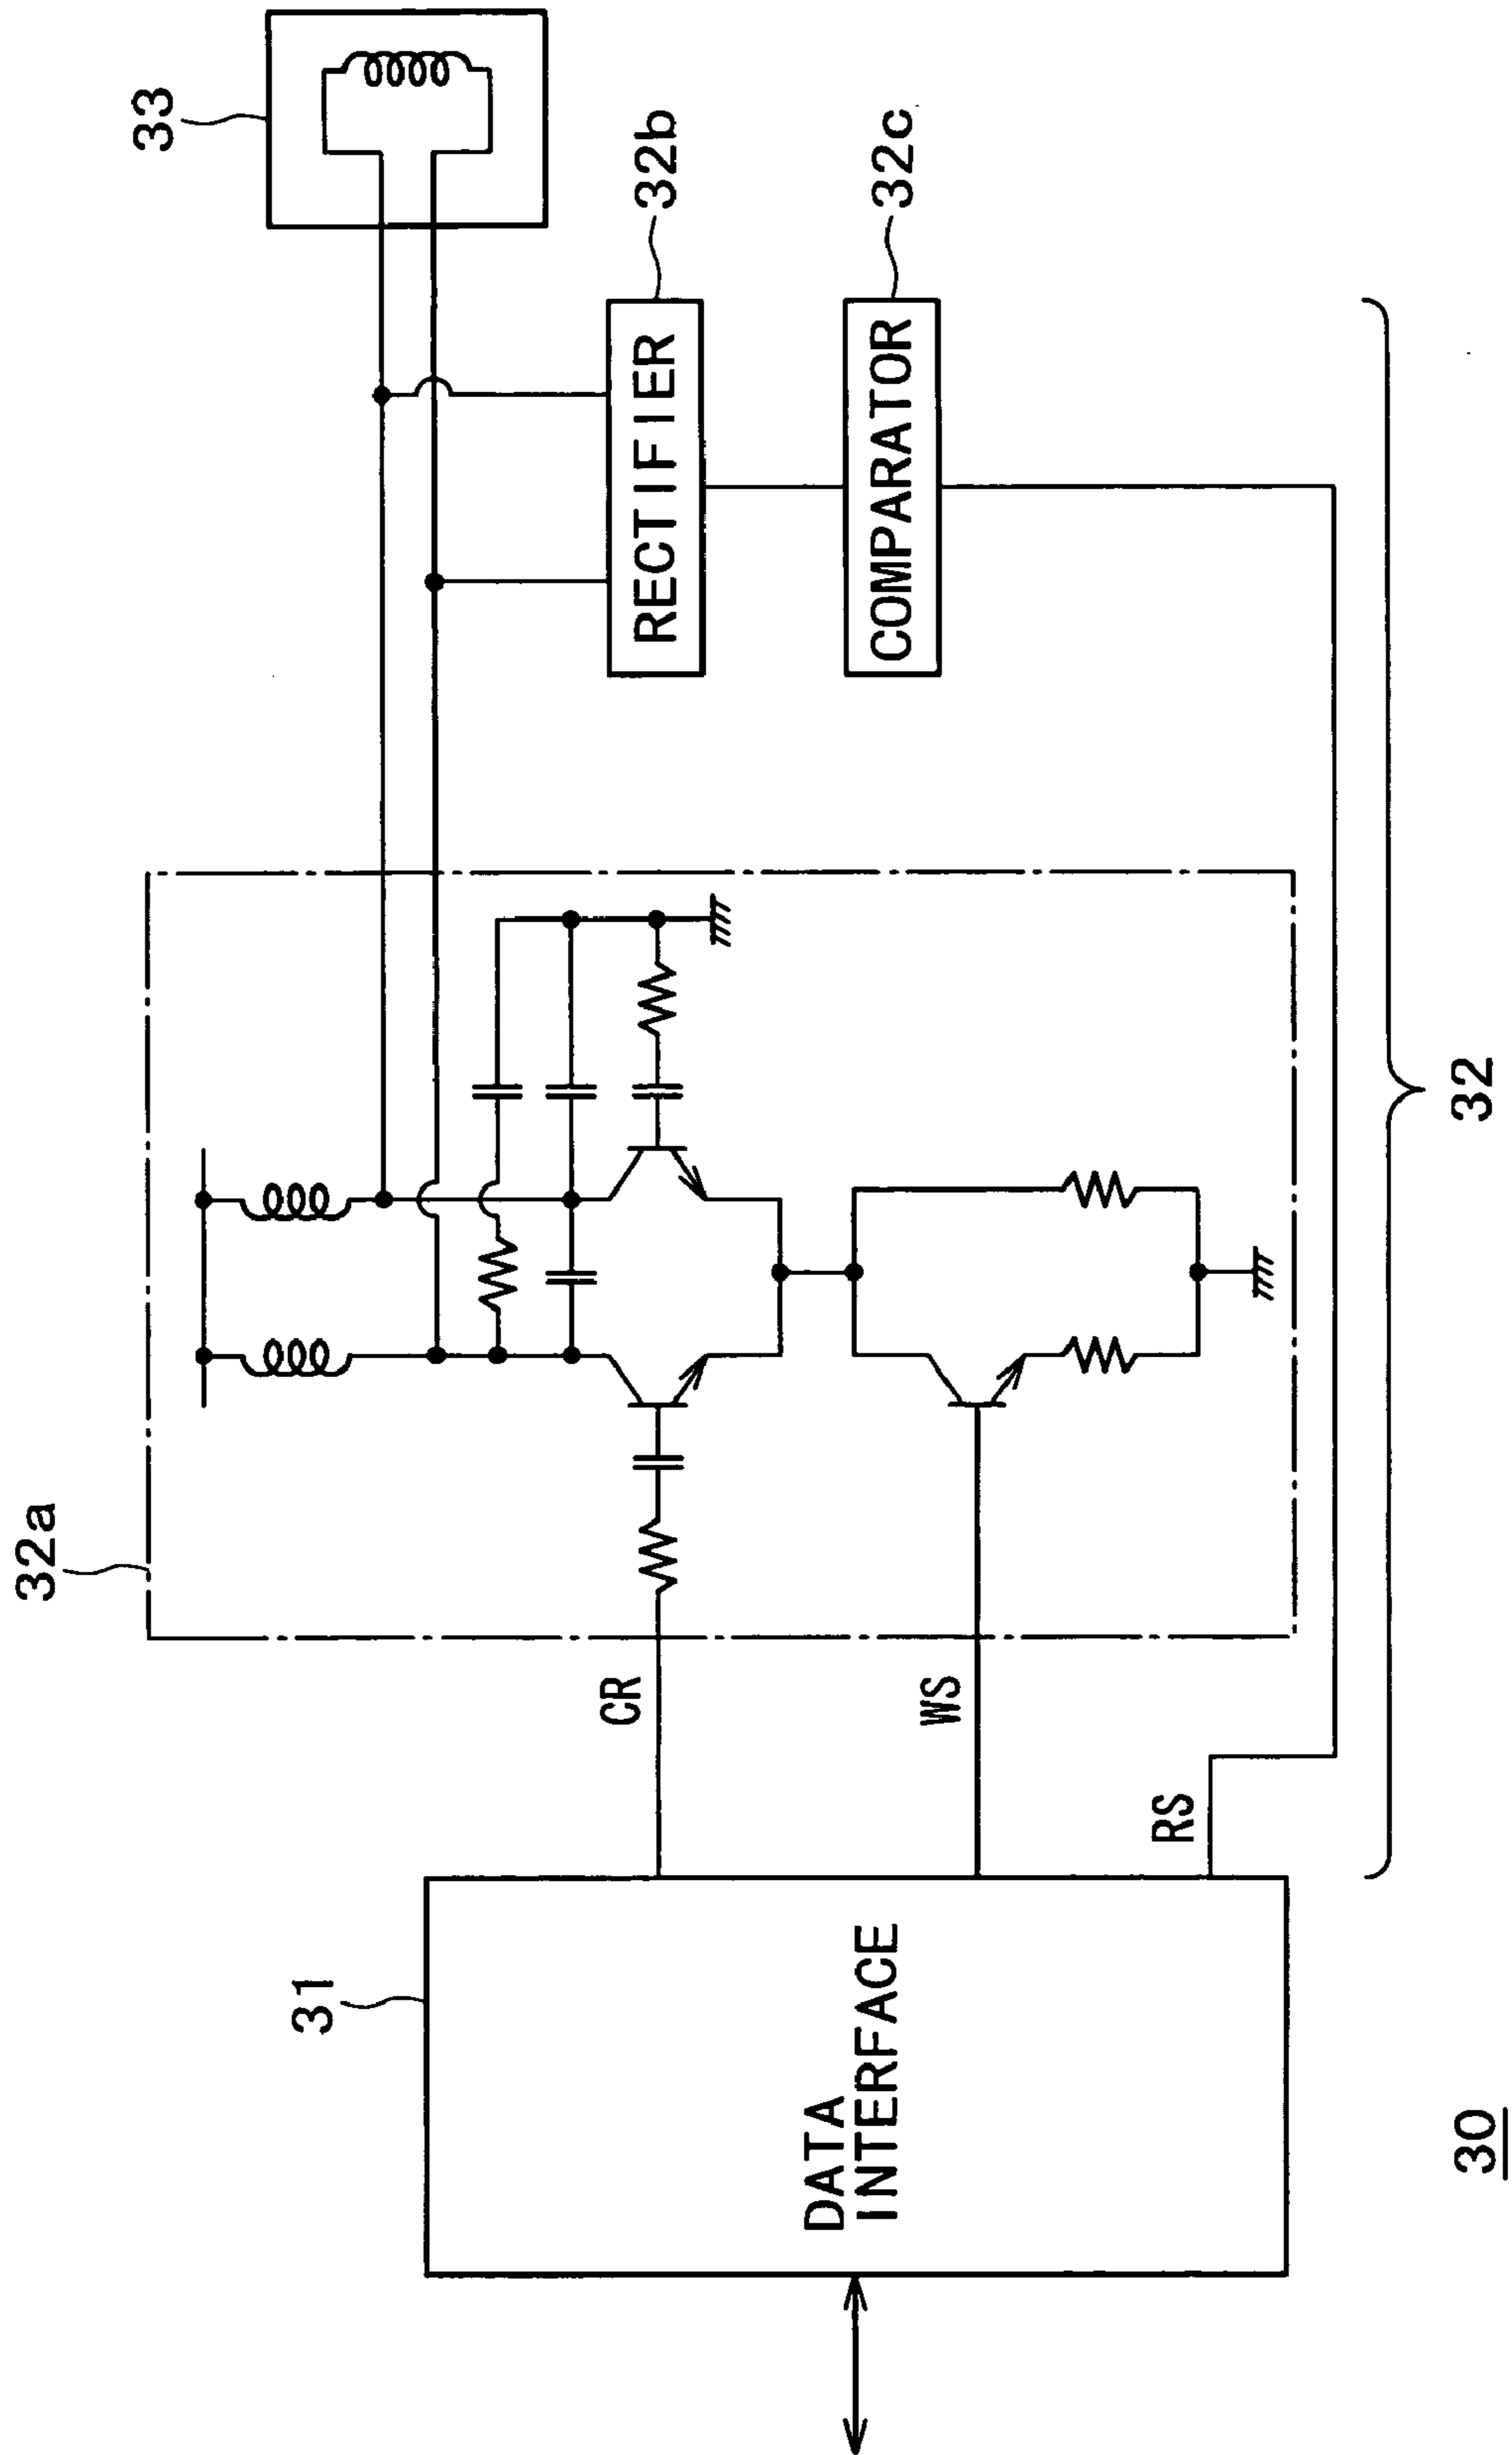 32a
33
32b
RECTIFIER
32c
COMPARATOR
31
DATA
INTERFACE
CR
WS
RS
32
30